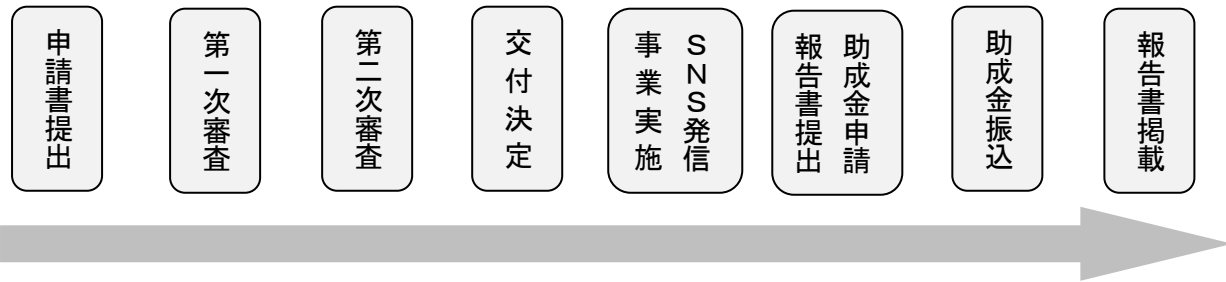 申請書提出
第一次審査
第二次審査
交付決定
SNS発信
事業実施
助成金申請
報告書提出
助成金振込
報告書掲載